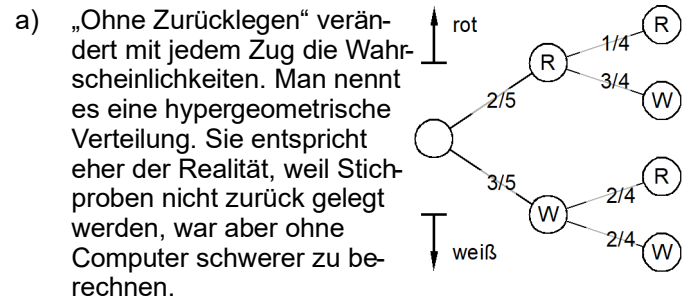 a) „Ohne Zurücklegen“ verän-
dert mit jedem Zug die Wahr-
scheinlichkeiten. Man nennt
es eine hypergeometrische
Verteilung. Sie entspricht
eher der Realität, weil Stich-
proben nicht zurück gelegt
werden, war aber ohne
Computer schwerer zu be-
rechnen.
rot
R
1/4
R
3/4
2/5
W
3/5
R
2/4
W
2/4
weiß
W